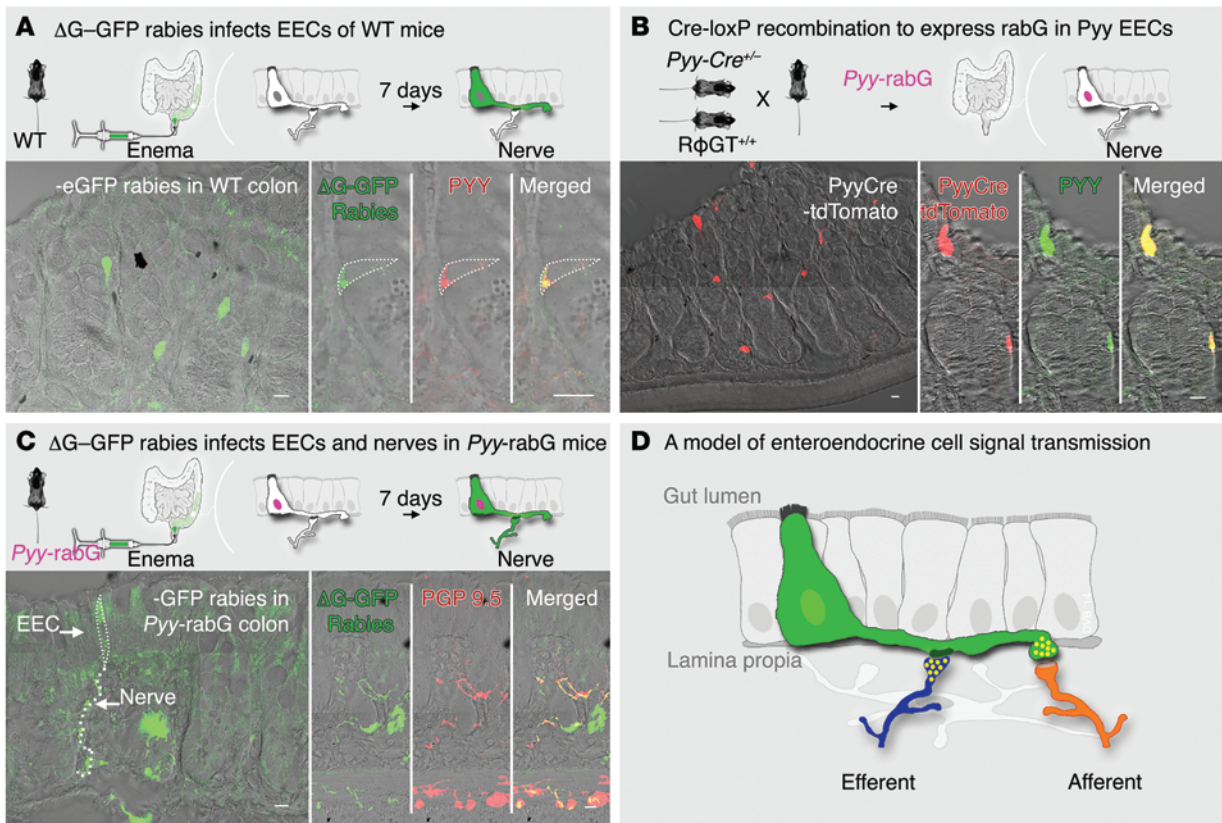 A ΔG–GFP rabies infects EECs of WT mice
WT
Enema
7 days
Nerve
-eGFP rabies in WT colon
ΔG-GFP
Rabies
PYY
Merged
B Cre-loxP recombination to express rabG in Pyy EECs
Pyy-Cre+/–
X
RϕGT+/+
Pyy-rabG
Nerve
PyyCre
-tdTomato
PyyCre
tdTomato
PYY
Merged
C ΔG–GFP rabies infects EECs and nerves in Pyy-rabG mice
Pyy-rabG
Enema
7 days
Nerve
-GFP rabies in
Pyy-rabG colon
EEC
Nerve
ΔG-GFP
Rabies
PGP 9.5
Merged
D A model of enteroendocrine cell signal transmission
Gut lumen
Lamina propia
Efferent
Afferent